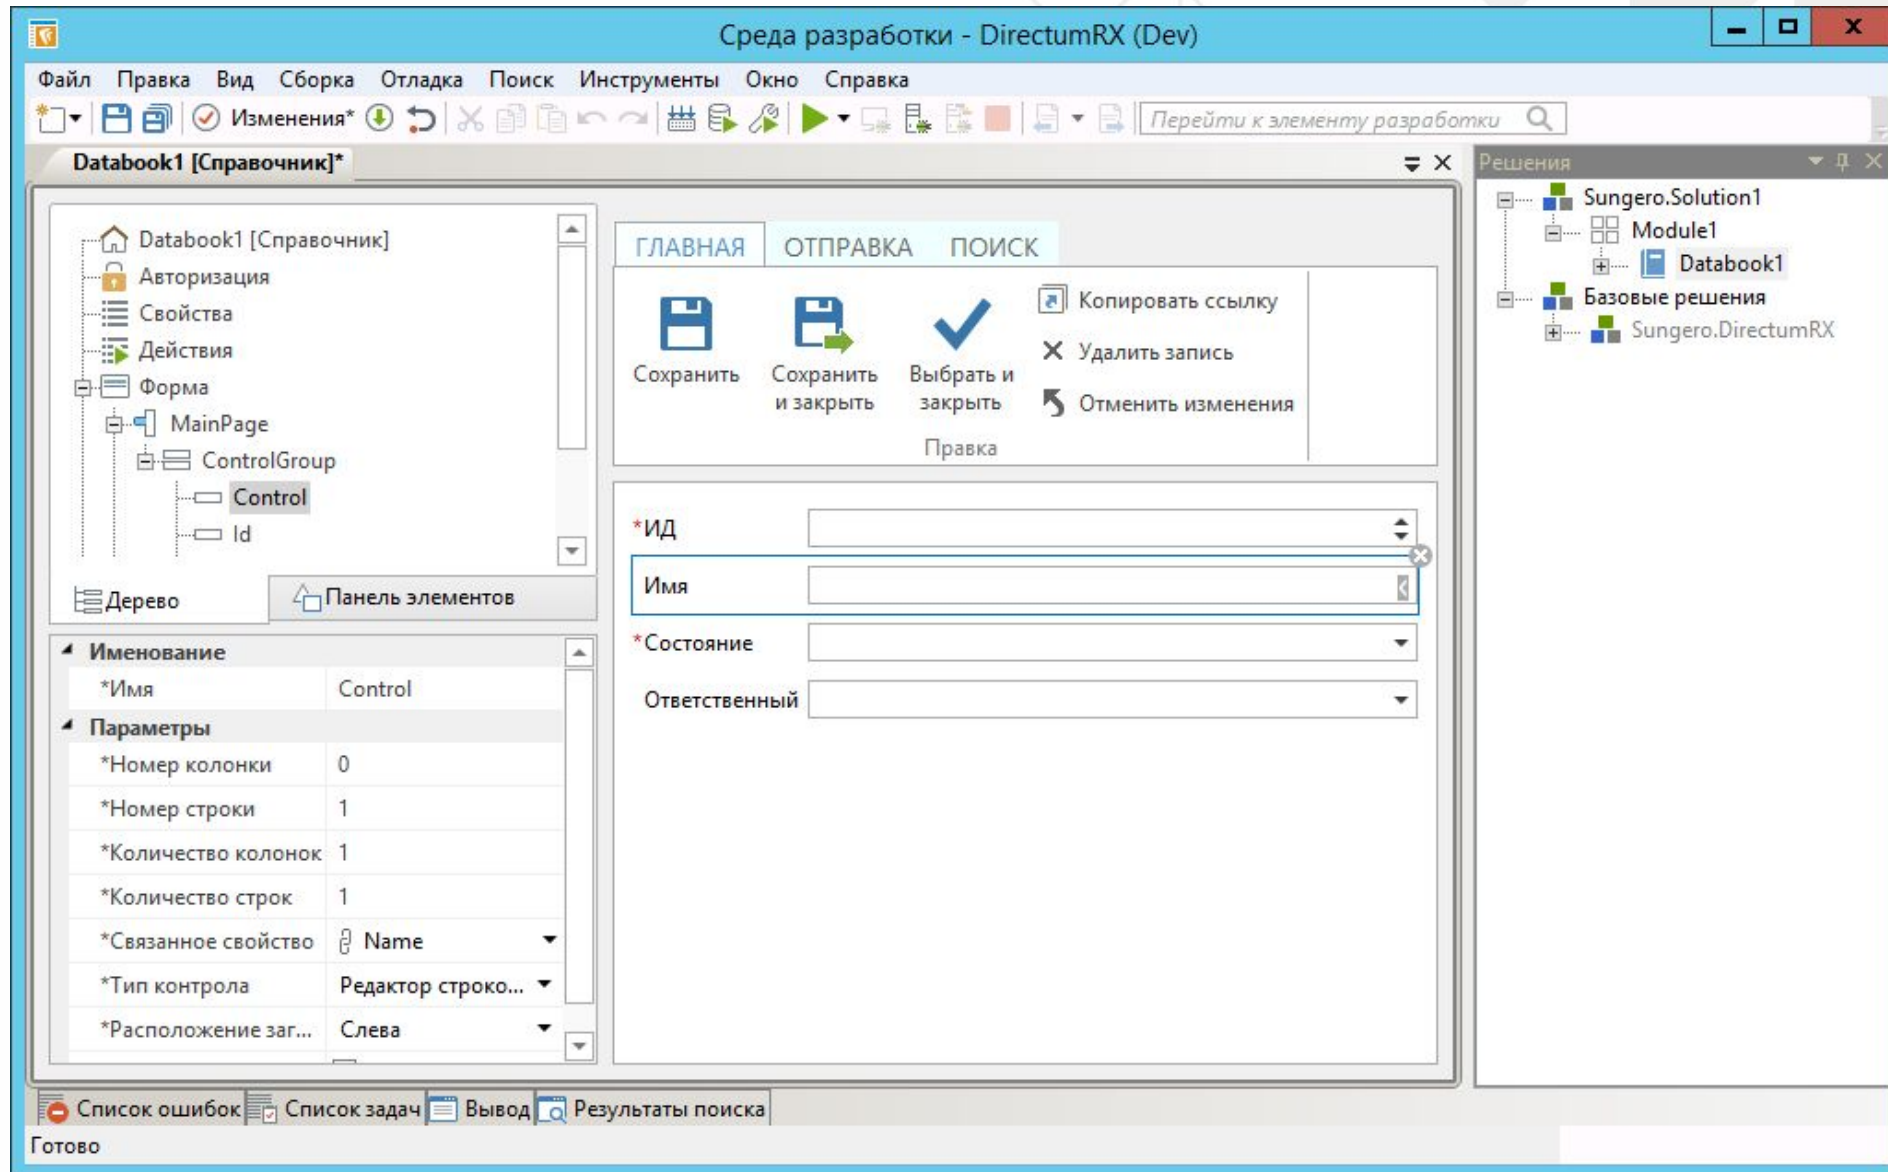 Среда разработки - DirectumRX (Dev)
Файл Правка Вид Сборка Отладка Поиск Инструменты Окно Справка
Изменения* Перейти к элементу разработки
Databook1 [Справочник]*
Databook1 [Справочник]
Авторизация
Свойства
Действия
Форма
MainPage
ControlGroup
Control
Id
Дерево Панель элементов
Именование
*Имя Control
Параметры
*Номер колонки 0
*Номер строки 1
*Количество колонок 1
*Количество строк 1
*Связанное свойство Name
*Тип контрола Редактор строко...
*Расположение заг... Слева
ГЛАВНАЯ ОТПРАВКА ПОИСК
Сохранить
Сохранить
и закрыть
Выбрать и
закрыть
Копировать ссылку
Удалить запись
Отменить изменения
Правка
*ИД
Имя
*Состояние
Ответственный
Решения
Sungero.Solution1
Module1
Databook1
Базовые решения
Sungero.DirectumRX
Список ошибок Список задач Вывод Результаты поиска
Готово